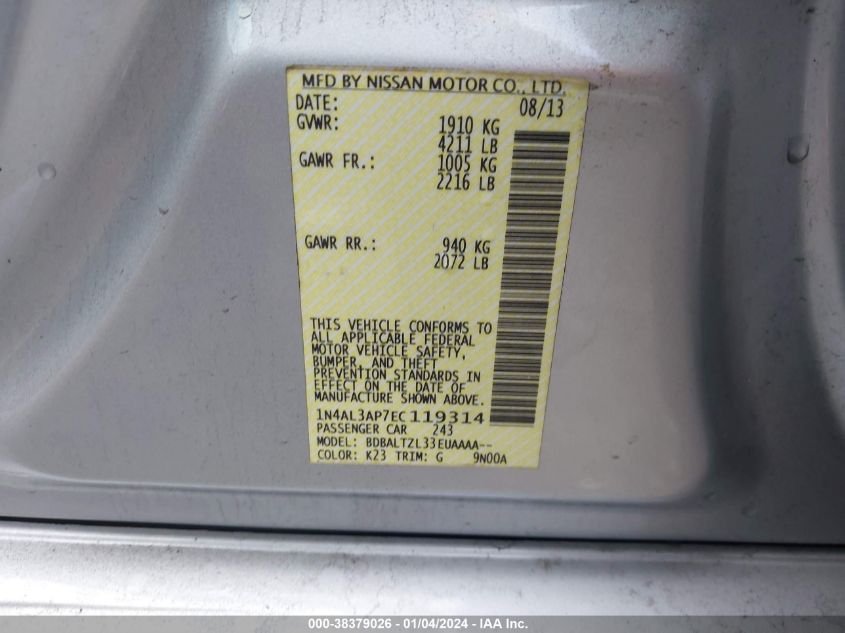 MFD BY NISSAN MOTOR CO., LTD.
DATE: 08/13
GVWR: 1910 KG
4211 LB
GAWR FR.: 1005 KG
2216 LB
GAWR RR.: 940 KG
2072 LB
THIS VEHICLE CONFORMS TO
ALL APPLICABLE FEDERAL
MOTOR VEHICLE SAFETY,
BUMPER, AND THEFT
PREVENTION STANDARDS IN
EFFECT ON THE DATE OF
MANUFACTURE SHOWN ABOVE.
1N4AL3AP7EC119314
PASSENGER CAR 243
MODEL: BDBALTZL33EUAAAA--
COLOR: K23 TRIM: G 9N00A
000-38379026 - 01/04/2024 - IAA Inc.